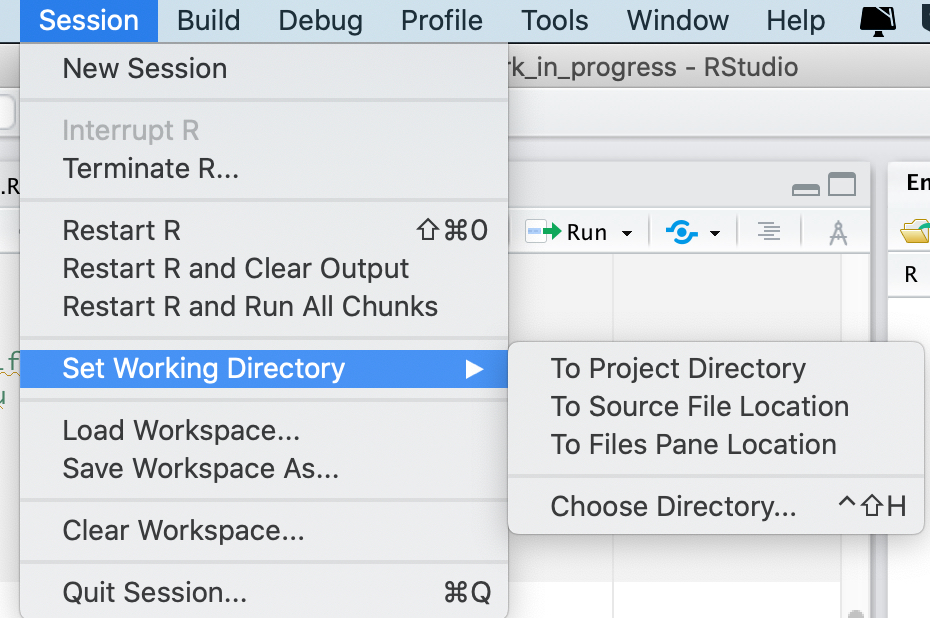 Session Build Debug Profile Tools Window Help
k_in_progress - RStudio
New Session
Interrupt R
Terminate R...
.R
Restart R ⇧⌘0
Restart R and Clear Output
Restart R and Run All Chunks
Run
R
Set Working Directory ▶
To Project Directory
To Source File Location
To Files Pane Location
Choose Directory... ^⇧H
Load Workspace...
Save Workspace As...
Clear Workspace...
Quit Session... ⌘Q